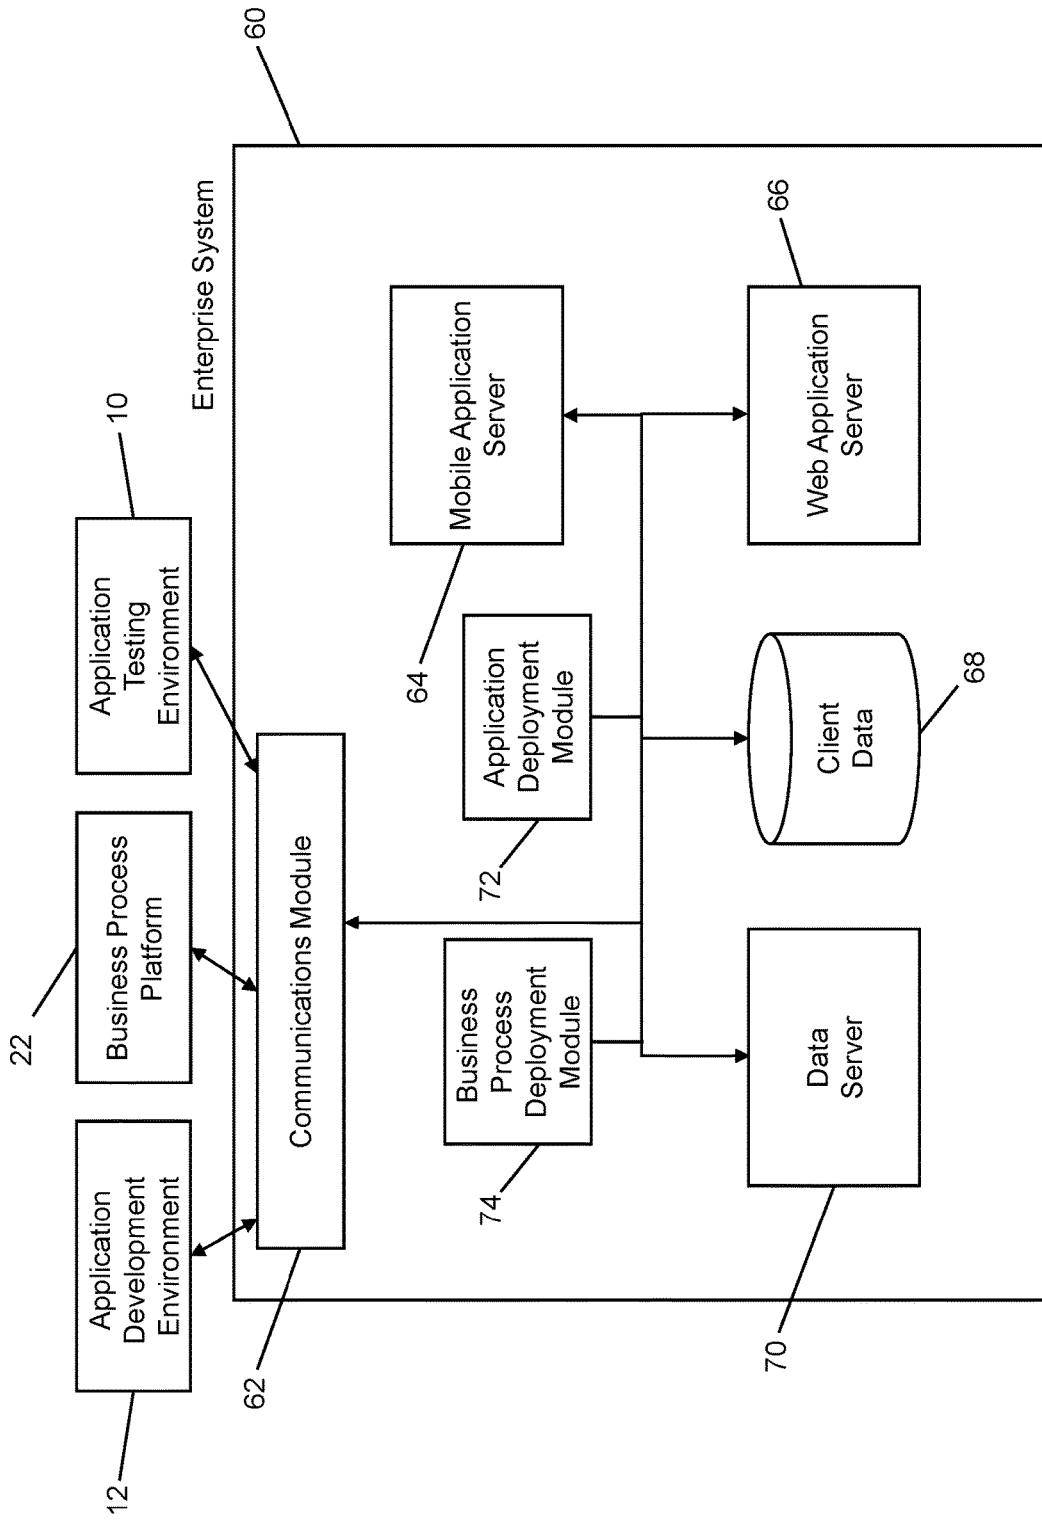 12
Application
Development
Environment
22
Business Process
Platform
Application
Testing
Environment
10
Enterprise System
60
62
Communications Module
74
Business
Process
Deployment
Module
72
Application
Deployment
Module
64
Mobile Application
Server
70
Data
Server
Client
Data
68
Web Application
Server
66